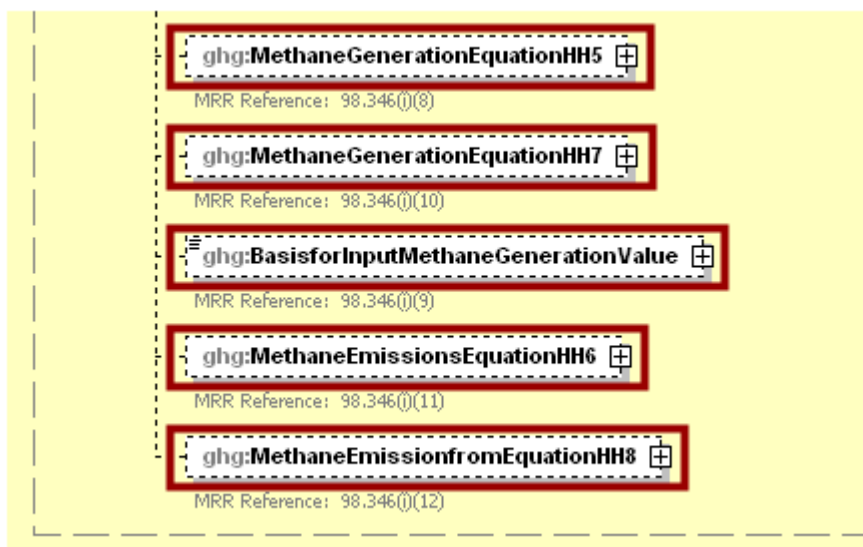 ghg:MethaneGenerationEquationHH5
MRR Reference: 98.346(i)(8)
ghg:MethaneGenerationEquationHH7
MRR Reference: 98.346(i)(10)
ghg:BasisforInputMethaneGenerationValue
MRR Reference: 98.346(i)(9)
ghg:MethaneEmissionsEquationHH6
MRR Reference: 98.346(i)(11)
ghg:MethaneEmissionfromEquationHH8
MRR Reference: 98.346(i)(12)